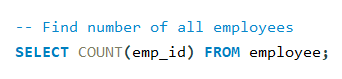 -- Find number of all employees
SELECT COUNT(emp_id) FROM employee;